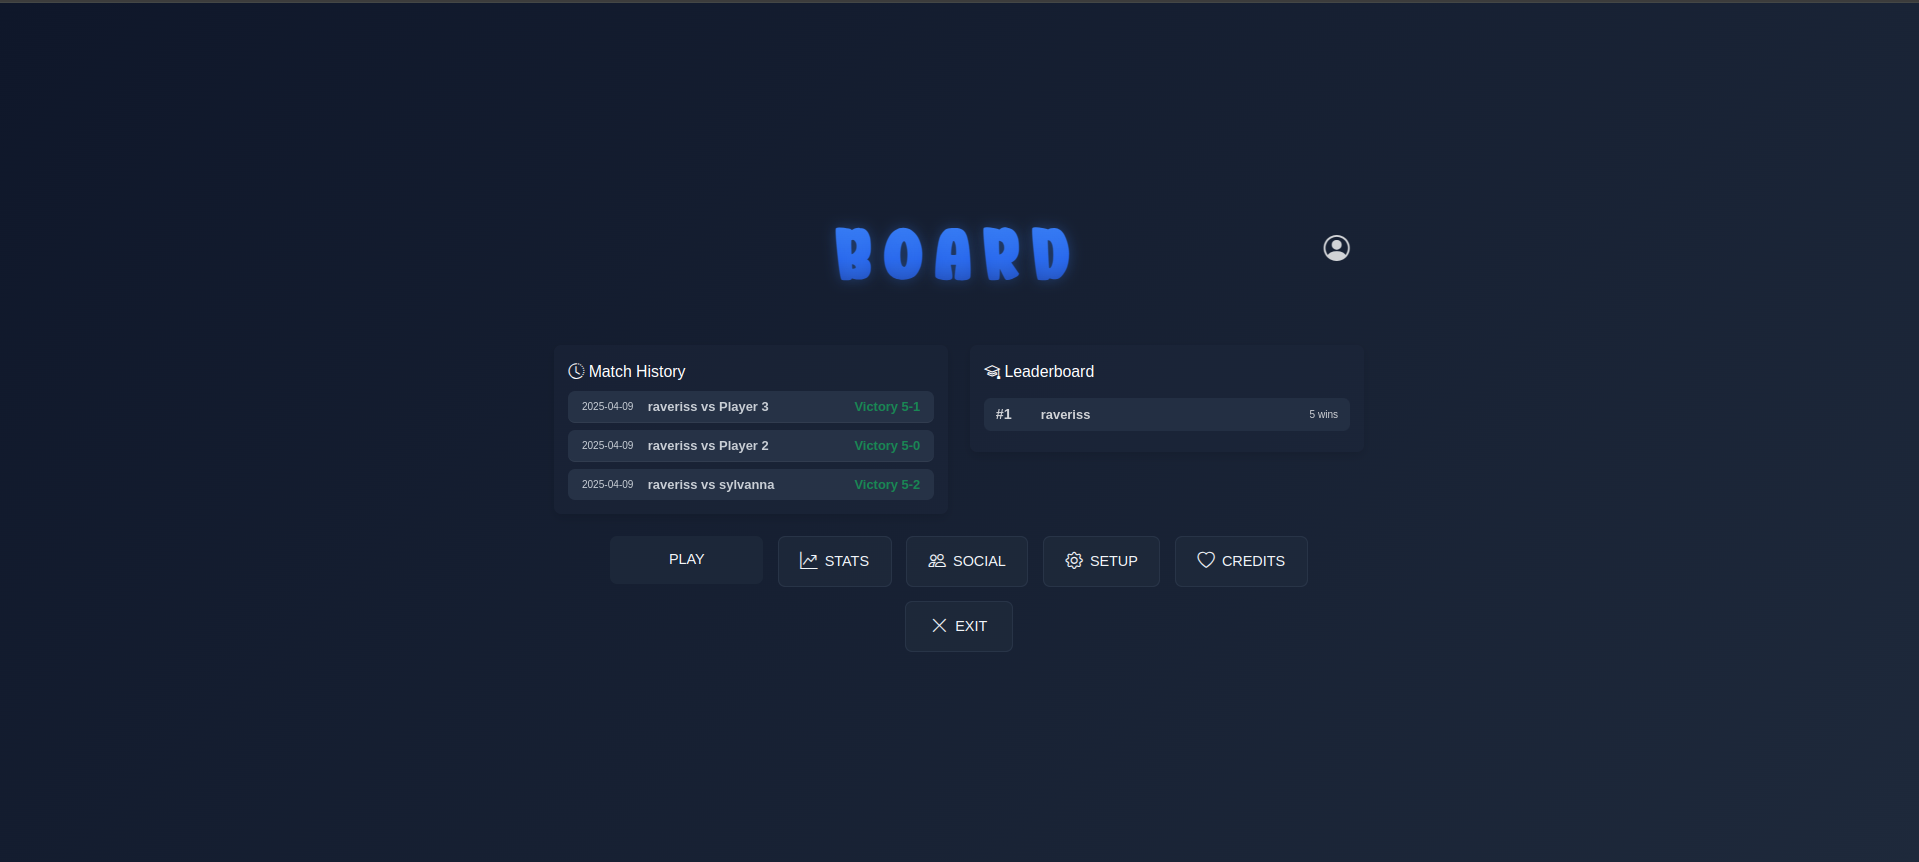 BOARD
Match History
2025-04-09 raveriss vs Player 3 Victory 5-1
2025-04-09 raveriss vs Player 2 Victory 5-0
2025-04-09 raveriss vs sylvanna Victory 5-2
Leaderboard
#1 raveriss 5 wins
PLAY STATS SOCIAL SETUP CREDITS
EXIT